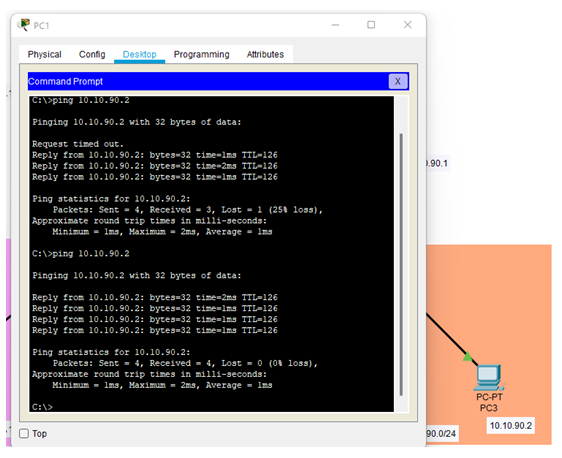 PC1
Physical Config Desktop Programming Attributes
Command Prompt
X
C:\>ping 10.10.90.2
Pinging 10.10.90.2 with 32 bytes of data:
Request timed out.
Reply from 10.10.90.2: bytes=32 time=1ms TTL=126
Reply from 10.10.90.2: bytes=32 time=2ms TTL=126
Reply from 10.10.90.2: bytes=32 time=1ms TTL=126
Ping statistics for 10.10.90.2:
Packets: Sent = 4, Received = 3, Lost = 1 (25% loss),
Approximate round trip times in milli-seconds:
Minimum = 1ms, Maximum = 2ms, Average = 1ms
C:\>ping 10.10.90.2
Pinging 10.10.90.2 with 32 bytes of data:
Reply from 10.10.90.2: bytes=32 time=2ms TTL=126
Reply from 10.10.90.2: bytes=32 time=1ms TTL=126
Reply from 10.10.90.2: bytes=32 time=1ms TTL=126
Reply from 10.10.90.2: bytes=32 time=1ms TTL=126
Ping statistics for 10.10.90.2:
Packets: Sent = 4, Received = 4, Lost = 0 (0% loss),
Approximate round trip times in milli-seconds:
Minimum = 1ms, Maximum = 2ms, Average = 1ms
C:\>
Top
.90.1
PC-PT
PC3
10.10.90.2
90.0/24